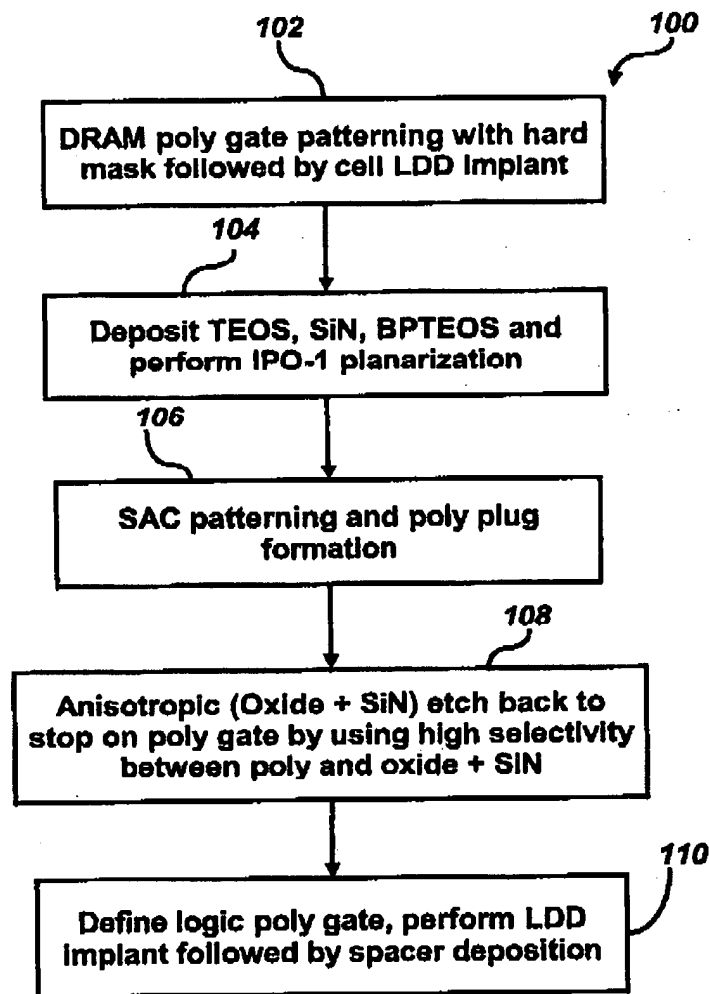 102
100
DRAM poly gate patterning with hard
mask followed by cell LDD Implant
104
Deposit TEOS, SiN, BPTEOS and
perform IPO-1 planarization
106
SAC patterning and poly plug
formation
108
Anisotropic (Oxide + SiN) etch back to
stop on poly gate by using high selectivity
between poly and oxide + SiN
110
Define logic poly gate, perform LDD
implant followed by spacer deposition